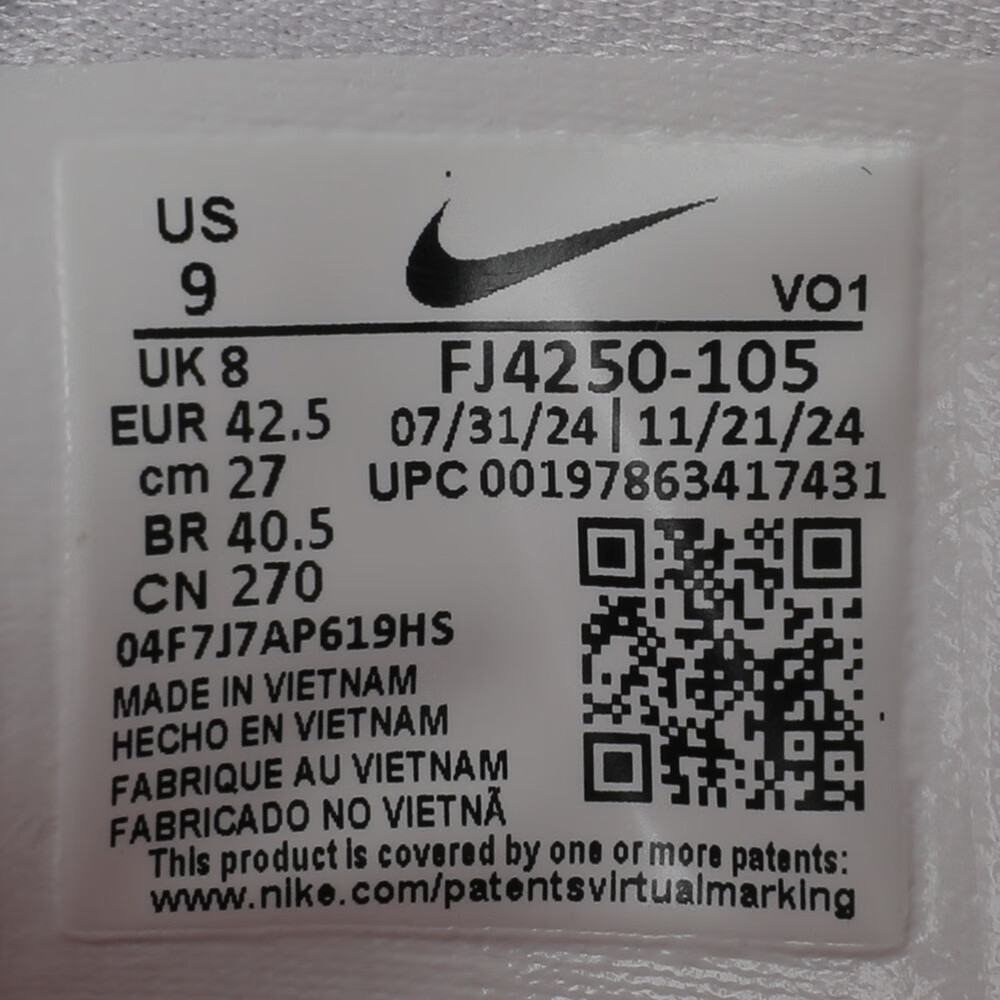 US
9
VO1
UK 8
FJ4250-105
EUR 42.5
07/31/24 | 11/21/24
cm 27
UPC 001978634 17431
BR 40.5
CN 270
04F7J7AP619HS
MADE IN VIETNAM
HECHO EN VIETNAM
FABRIQUE AU VIETNAM
FABRICADO NO VIETNÃ
This product is covered by one or more patents:
www.nike.com/patentsvirtualmarking